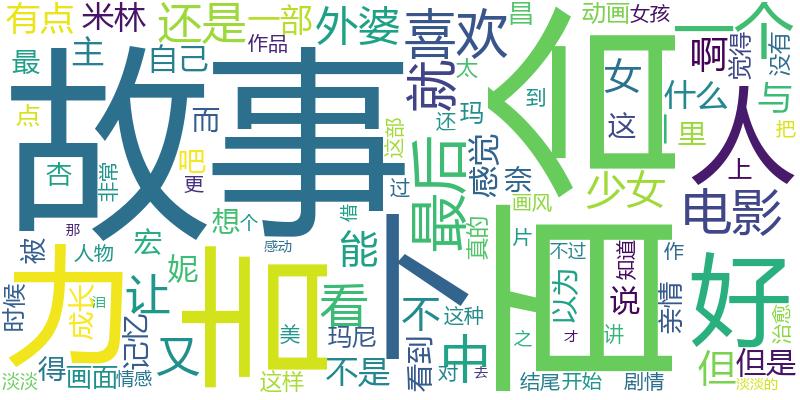 有点
米林
还是
一部
外婆
喜欢
昌
动画
女孩
一个
作品
最
主
自己
就
太
女
啊
觉得
没有
故事
百合
人
点
而
还
玛
到
这
什么
与
一
里
把
杏
非常
吧
更
这部
过
最后
感觉
奈
少女
上
电影
画风
那
想
个
借
感动
真的
片
不过
知道
作
被
人物
宏
妮
能
卜
时候
力
吉
成长
泪
让
看
不
这种
以为
说
亲情
好
记忆
又
美
玛尼
中
之
才
讲
治愈
淡淡
得
画面
情感
这样
不是
看到
对
去
结尾
开始
剧情
但
但是
淡淡的